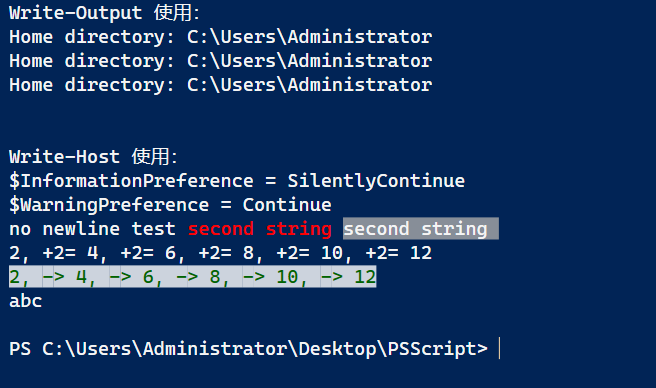 Write-Output 使用:
Home directory: C:\Users\Administrator
Home directory: C:\Users\Administrator
Home directory: C:\Users\Administrator
Write-Host 使用:
$InformationPreference = SilentlyContinue
$WarningPreference = Continue
no newline test second string second string
2, +2= 4, +2= 6, +2= 8, +2= 10, +2= 12
2, -> 4, -> 6, -> 8, -> 10, -> 12
abc
PS C:\Users\Administrator\Desktop\PSScript>